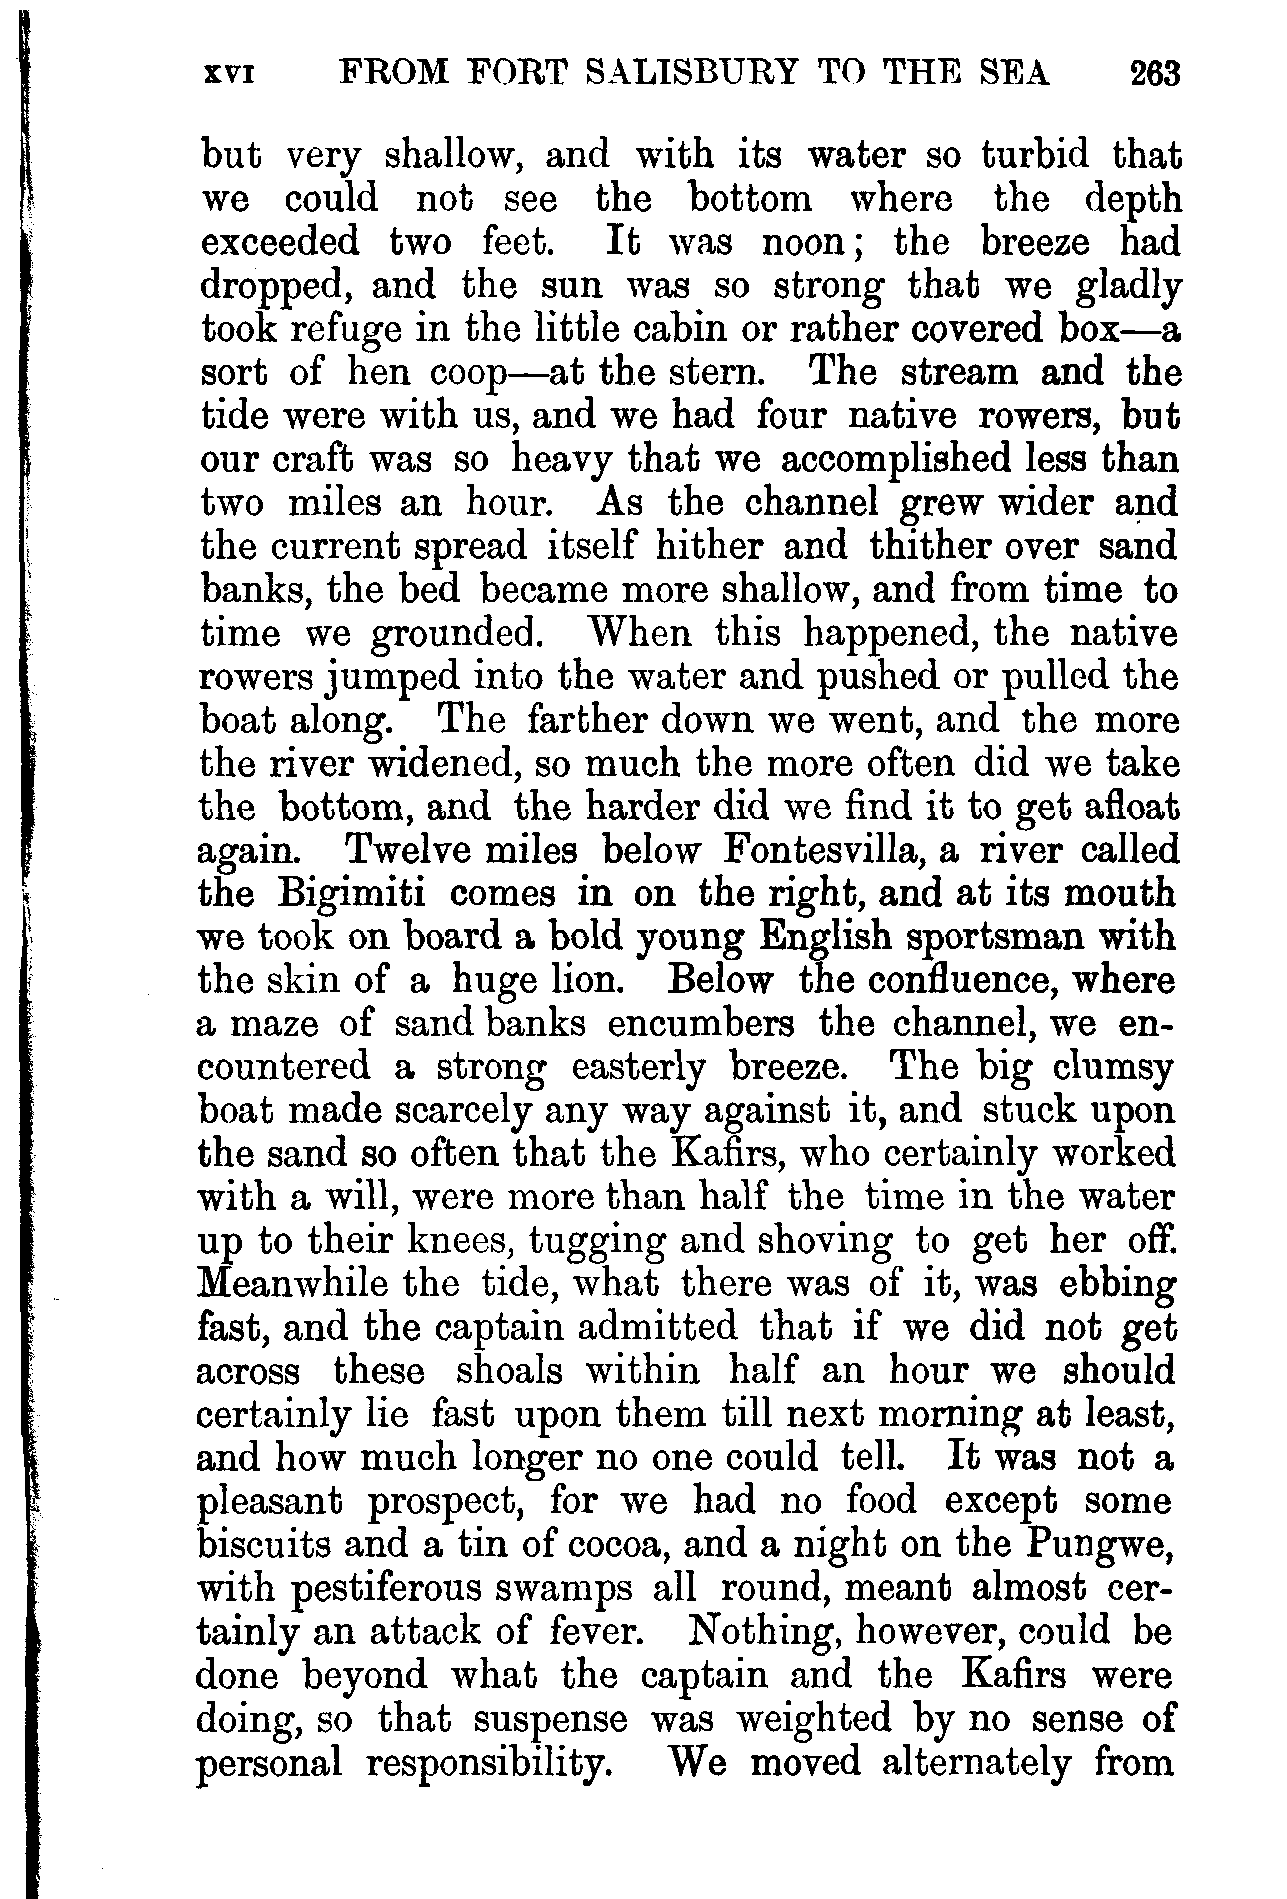 XVI FROM FORT SALISBURY TO THE SEA 263
but very shallow, and with its water so turbid that
we could not see the bottom where the depth
exceeded two feet. It was noon; the breeze had
dropped, and the sun was so strong that we gladly
took refuge in the little cabin or rather covered box—a
sort of hen coop—at the stern. The stream and the
tide were with us, and we had four native rowers, but
our craft was so heavy that we accomplished less than
two miles an hour. As the channel grew wider and
the current spread itself hither and thither over sand
banks, the bed became more shallow, and from time to
time we grounded. When this happened, the native
rowers jumped into the water and pushed or pulled the
boat along. The farther down we went, and the more
the river widened, so much the more often did we take
the bottom, and the harder did we find it to get afloat
again. Twelve miles below Fontesvilla, a river called
the Bigimiti comes in on the right, and at its mouth
we took on board a bold young English sportsman with
the skin of a huge lion. Below the confluence, where
a maze of sand banks encumbers the channel, we en-
countered a strong easterly breeze. The big clumsy
boat made scarcely any way against it, and stuck upon
the sand so often that the Kafirs, who certainly worked
with a will, were more than half the time in the water
up to their knees, tugging and shoving to get her off.
Meanwhile the tide, what there was of it, was ebbing
fast, and the captain admitted that if we did not get
across these shoals within half an hour we should
certainly lie fast upon them till next morning at least,
and how much longer no one could tell. It was not a
pleasant prospect, for we had no food except some
biscuits and a tin of cocoa, and a night on the Pungwe,
with pestiferous swamps all round, meant almost cer-
tainly an attack of fever. Nothing, however, could be
done beyond what the captain and the Kafirs were
doing, so that suspense was weighted by no sense of
personal responsibility. We moved alternately from